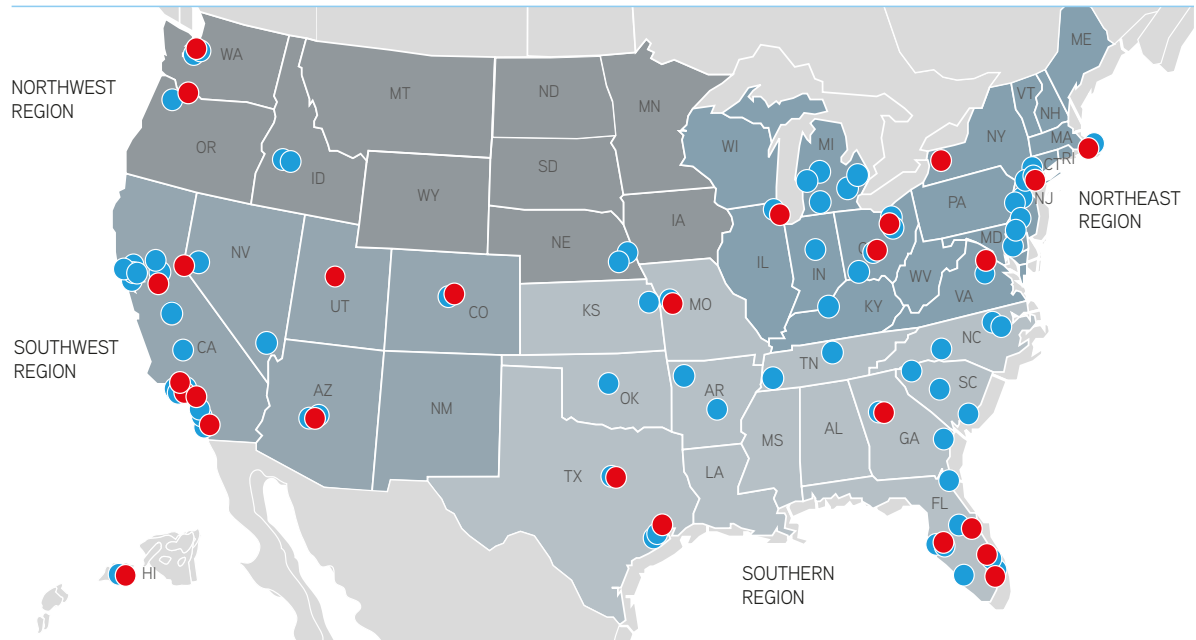 ME
WA
NORTHWEST
REGION
MT
ND
MN
VT
NH
OR
ID
SD
WI
MI
NY
MA
CT
RI
WY
IA
PA
NJ
NORTHEAST
REGION
NE
NV
MD
IL
IN
WV
VA
UT
CO
KS
MO
KY
SOUTHWEST
REGION
CA
NC
TN
AZ
NM
OK
AR
SC
MS
AL
GA
TX
LA
FL
HI
SOUTHERN
REGION